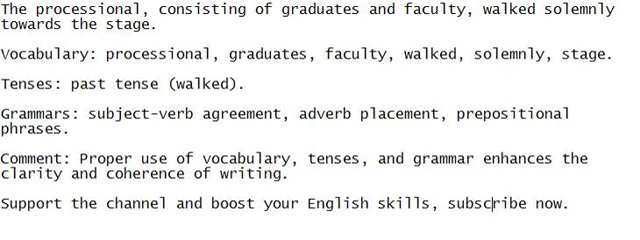 The processional, consisting of graduates and faculty, walked solemnly
towards the stage.
Vocabulary: processional, graduates, faculty, walked, solemnly, stage.
Tenses: past tense (walked).
Grammars: subject-verb agreement, adverb placement, prepositional
phrases.
Comment: Proper use of vocabulary, tenses, and grammar enhances the
clarity and coherence of writing.
Support the channel and boost your English skills, subscribe now.